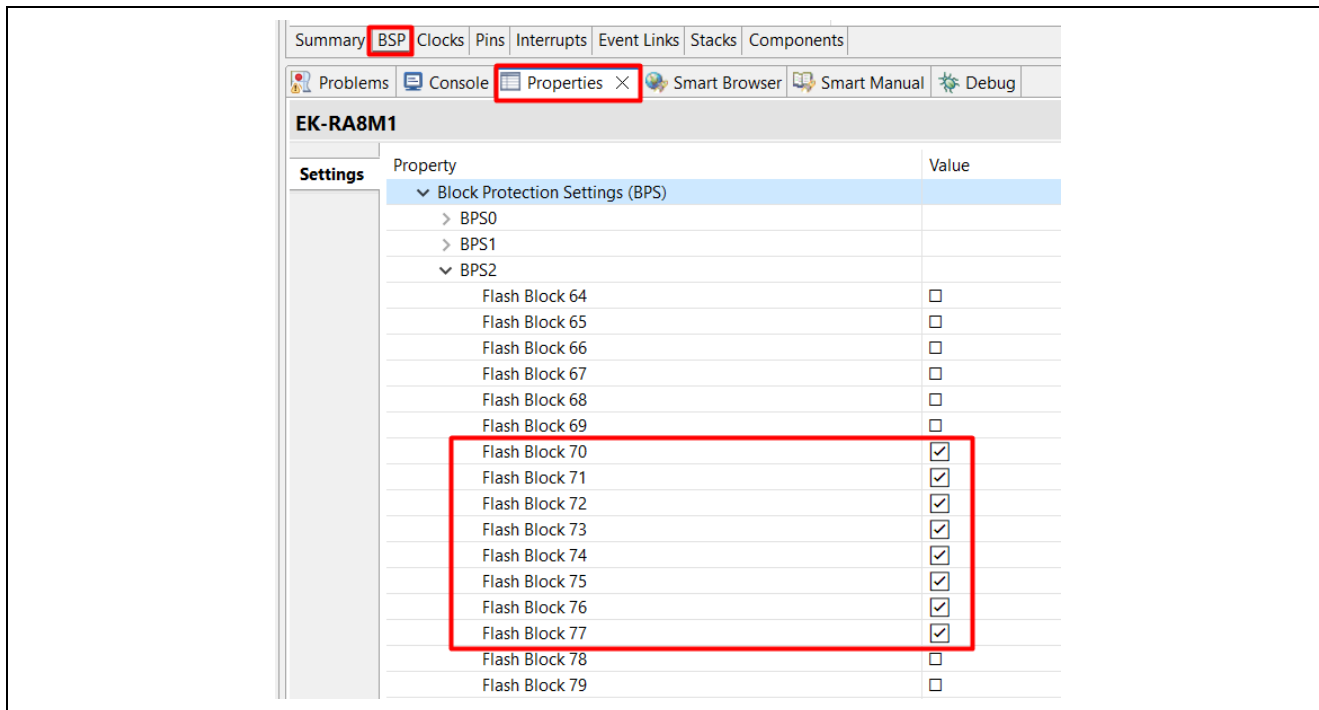 Summary BSP Clocks Pins Interrupts Event Links Stacks Components
Problems Console Properties Smart Browser Smart Manual Debug
EK-RA8M1
Settings
Property Value
Block Protection Settings (BPS)
BPS0
BPS1
BPS2
Flash Block 64
Flash Block 65
Flash Block 66
Flash Block 67
Flash Block 68
Flash Block 69
Flash Block 70
Flash Block 71
Flash Block 72
Flash Block 73
Flash Block 74
Flash Block 75
Flash Block 76
Flash Block 77
Flash Block 78
Flash Block 79